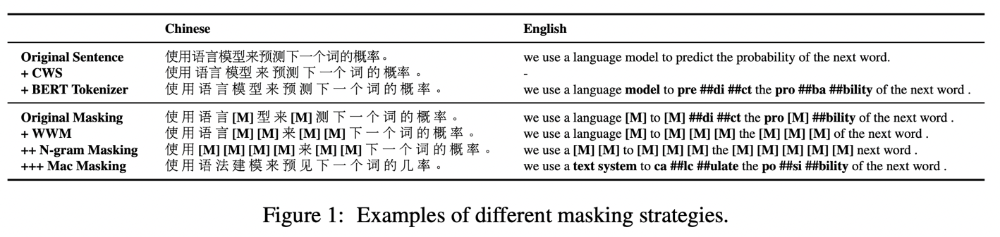 Chinese English
Original Sentence 使用语言模型来预测下一个词的概率。 we use a language model to predict the probability of the next word.
+ CWS 使用 语言 模型 来 预测 下 一个 词 的 概率 。 -
+ BERT Tokenizer 使 用 语 言 模 型 来 预 测 下 一 个 词 的 概 率 。 we use a language model to pre ##di ##ct the pro ##ba ##bility of the next word .
Original Masking 使 用 语 言 [M] 型 来 [M] 测 下 一 个 词 的 概 率 。 we use a language [M] to [M] ##di ##ct the pro [M] ##bility of the next word .
+ WWM 使 用 语 言 [M] [M] 来 [M] [M] 下 一 个 词 的 概 率 。 we use a language [M] to [M] [M] [M] the [M] [M] [M] of the next word .
++ N-gram Masking 使 用 [M] [M] [M] [M] 来 [M] [M] 下 一 个 词 的 概 率 。 we use a [M] [M] to [M] [M] [M] the [M] [M] [M] [M] [M] next word .
+++ Mac Masking 使 用 语 法 建 模 来 预 见 下 一 个 词 的 几 率 。 we use a text system to ca ##lc ##ulate the po ##si ##bility of the next word .
Figure 1: Examples of different masking strategies.